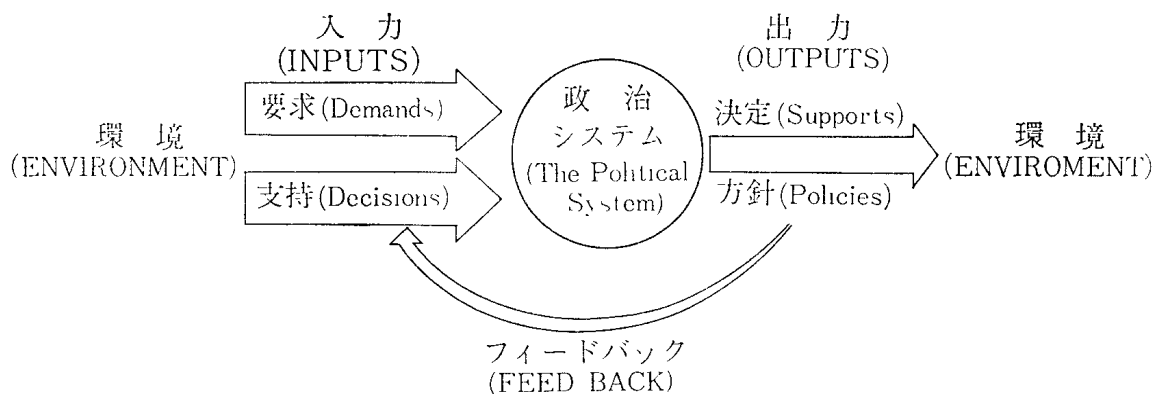 入力
(INPUTS)
要求(Demands)
環境
(ENVIRONMENT)
支持(Decisions)
政治
システム
(The Political
System)
出力
(OUTPUTS)
決定(Supports)
方針(Policies)
環境
(ENVIROMENT)
フィードバック
(FEED BACK)